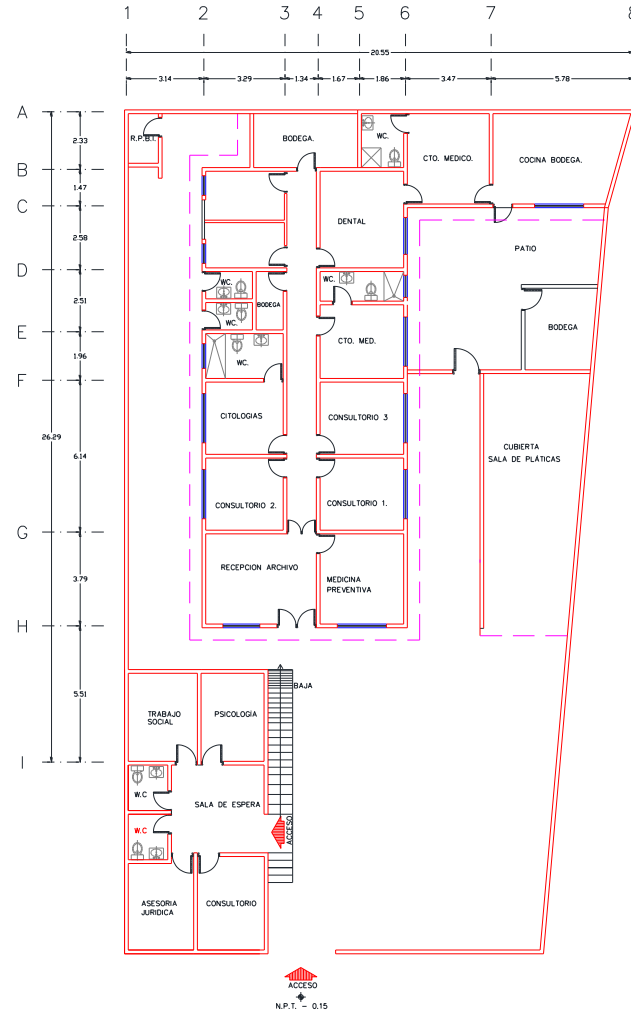 1 2 3 4 5 6 7 8
20.55
3.14 3.29 1.34 1.67 1.86 3.47 5.78
A
2.33
R.P.B.I.
BODEGA.
WC.
CTO. MEDICO.
COCINA BODEGA.
B
1.47
C
2.58
DENTAL
PATIO
D
2.51
WC.
WC.
BODEGA
WC.
BODEGA
E
1.96
WC.
CTO. MED.
F
26.29
6.14
CITOLOGIAS
CONSULTORIO 3
CUBIERTA
SALA DE PLÁTICAS
CONSULTORIO 2.
CONSULTORIO 1.
G
3.79
RECEPCION ARCHIVO
MEDICINA
PREVENTIVA
H
5.51
BAJA
TRABAJO
SOCIAL
PSICOLOGÍA
I
W.C
SALA DE ESPERA
W.C
ACCESO
ASESORIA
JURIDICA
CONSULTORIO
ACCESO
N.P.T. - 0.15